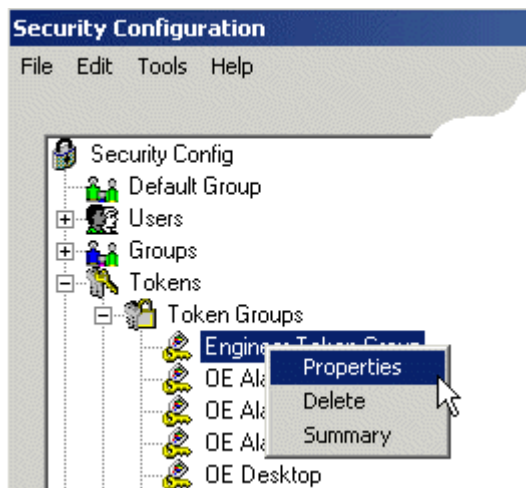 Security Configuration
File Edit Tools Help
Security Config
Default Group
Users
Groups
Tokens
Token Groups
Engineer Token Group
Properties
OE Ala
Delete
OE Ala
Summary
OE Ala
OE Desktop